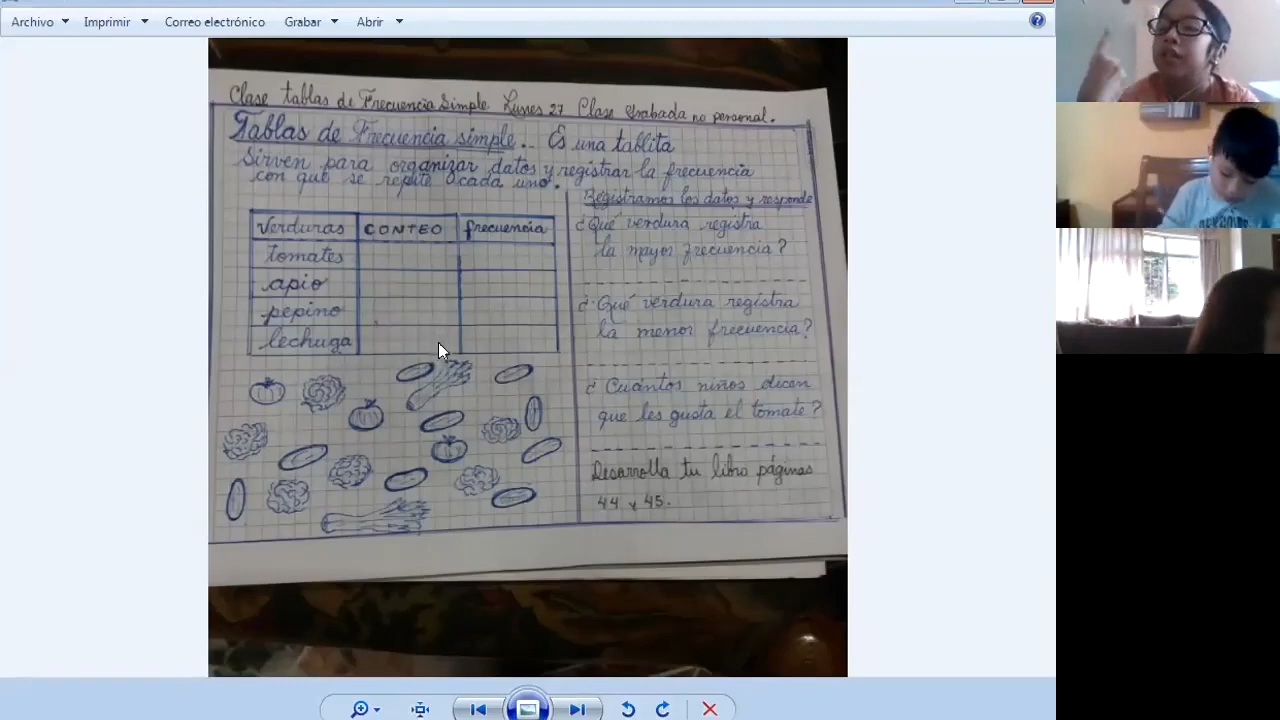 Archivo Imprimir Correo electrónico Grabar Abrir
Clase tablas de Frecuencia Simple Lunes 27 Clase grabada no personal.
Tablas de Frecuencia simple.. Es una tablita
Sirven para organizar datos y registrar la frecuencia
con que se repite cada uno.
Verduras CONTEO frecuencia
tomates
apio
pepino
lechuga
Registramos los datos y responde
¿Qué verdura registra
la mayor frecuencia?
¿Qué verdura registra
la menor frecuencia?
¿Cuántos niños dicen
que les gusta el tomate?
Desarrolla tu libro páginas
44 y 45.